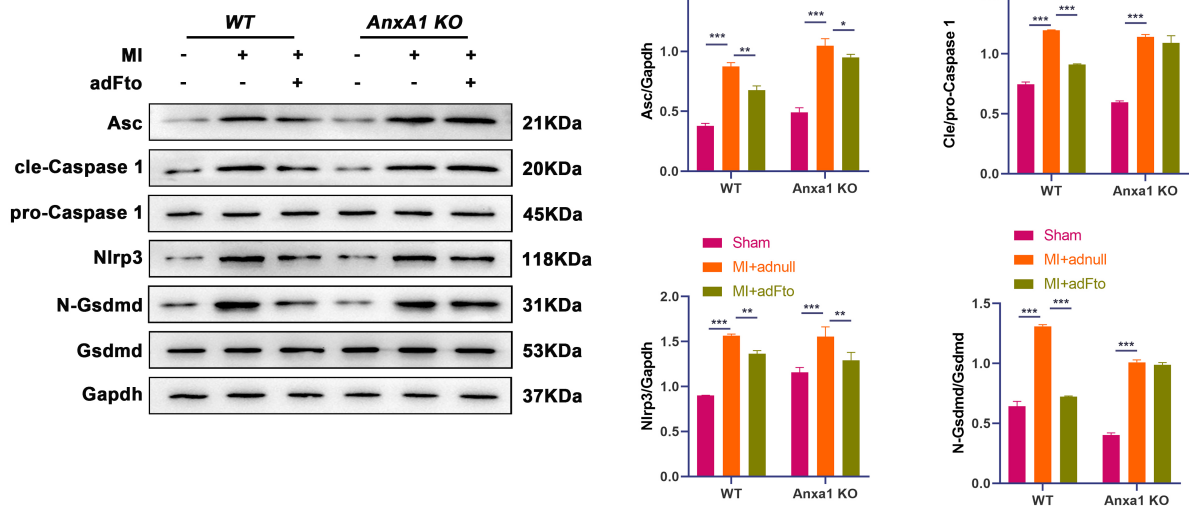 WT AnxA1 KO
MI - + + - + +
adFto - - + - - +
Asc 21KDa
cle-Caspase 1 20KDa
pro-Caspase 1 45KDa
Nlrp3 118KDa
N-Gsdmd 31KDa
Gsdmd 53KDa
Gapdh 37KDa
Asc/Gapdh
1.0
0.5
0.0
*** ** *** *
WT Anxa1 KO
Cle/pro-Caspase 1
1.0
0.5
0.0
*** *** ***
WT Anxa1 KO
Sham
MI+adnull
MI+adFto
Nlrp3/Gapdh
2.0
1.5
1.0
0.5
0.0
*** ** *** **
WT Anxa1 KO
Sham
MI+adnull
MI+adFto
N-Gsdmd/Gsdmd
1.5
1.0
0.5
0.0
*** *** ***
WT Anxa1 KO